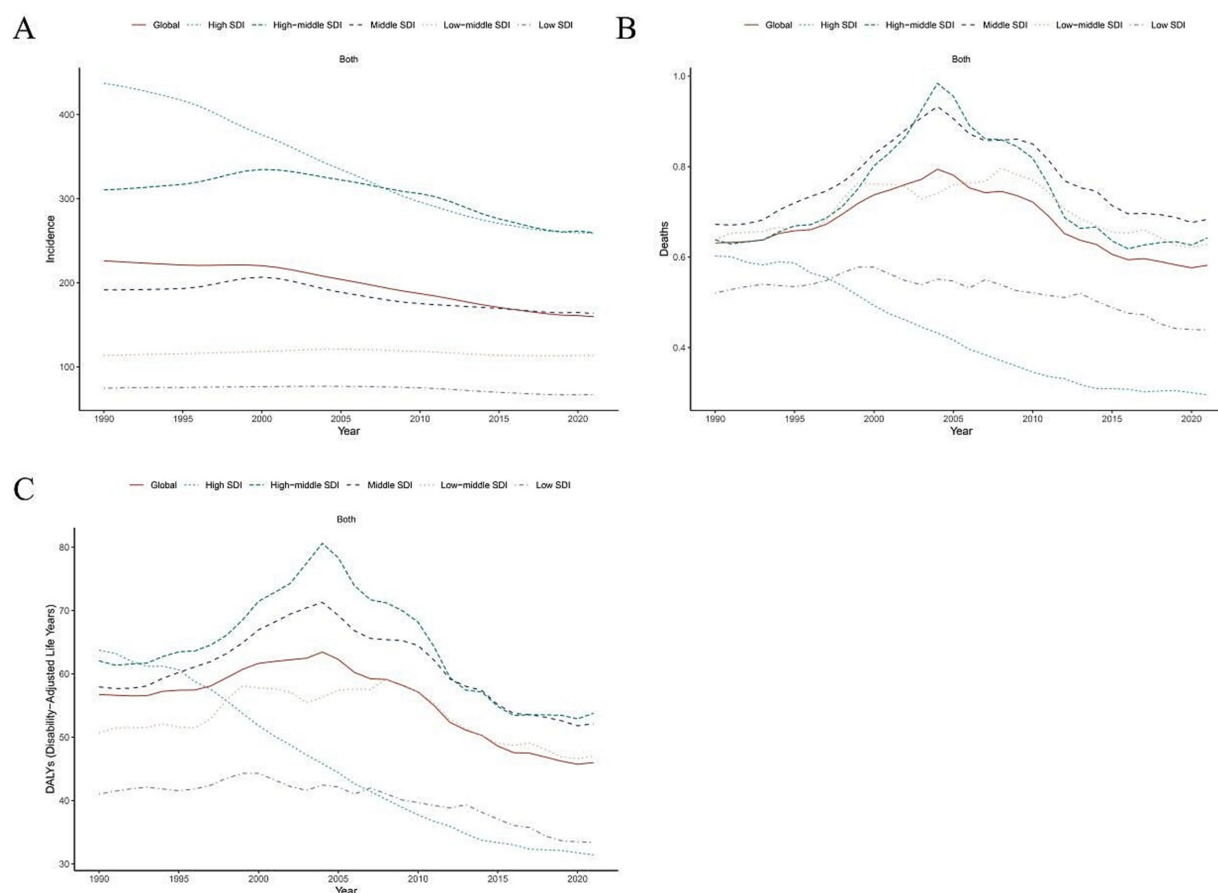 A
Global High SDI High-middle SDI Middle SDI Low-middle SDI Low SDI
Both
Incidence
400
300
200
100
1990 1995 2000 2005 2010 2015 2020
Year
B
Global High SDI High-middle SDI Middle SDI Low-middle SDI Low SDI
Both
Deaths
1.0
0.8
0.6
0.4
1990 1995 2000 2005 2010 2015 2020
Year
C
Global High SDI High-middle SDI Middle SDI Low-middle SDI Low SDI
Both
DALYs (Disability-Adjusted Life Years)
80
70
60
50
40
30
1990 1995 2000 2005 2010 2015 2020
Year